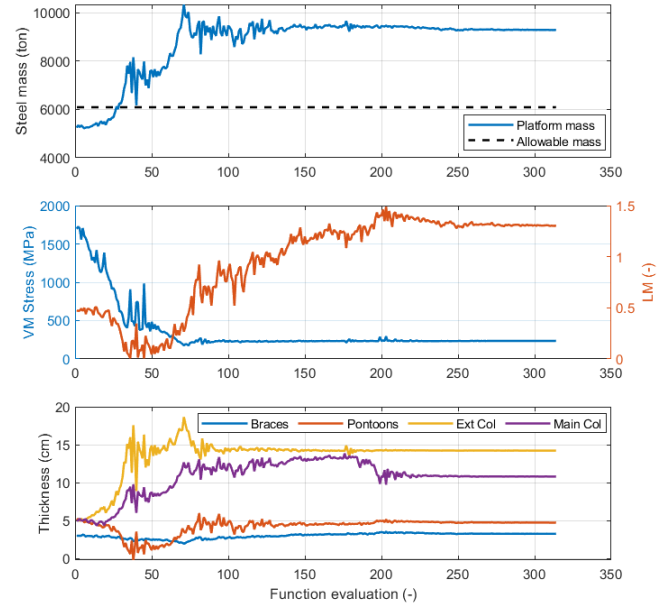 10000
8000
6000
4000
Steel mass (ton)
Platform mass
Allowable mass
0 50 100 150 200 250 300 350
2000
1500
1000
500
0
VM Stress (MPa)
1.5
1
0.5
0
LM (-)
0 50 100 150 200 250 300 350
20
15
10
5
0
Thickness (cm)
Braces Pontoons Ext Col Main Col
0 50 100 150 200 250 300 350
Function evaluation (-)